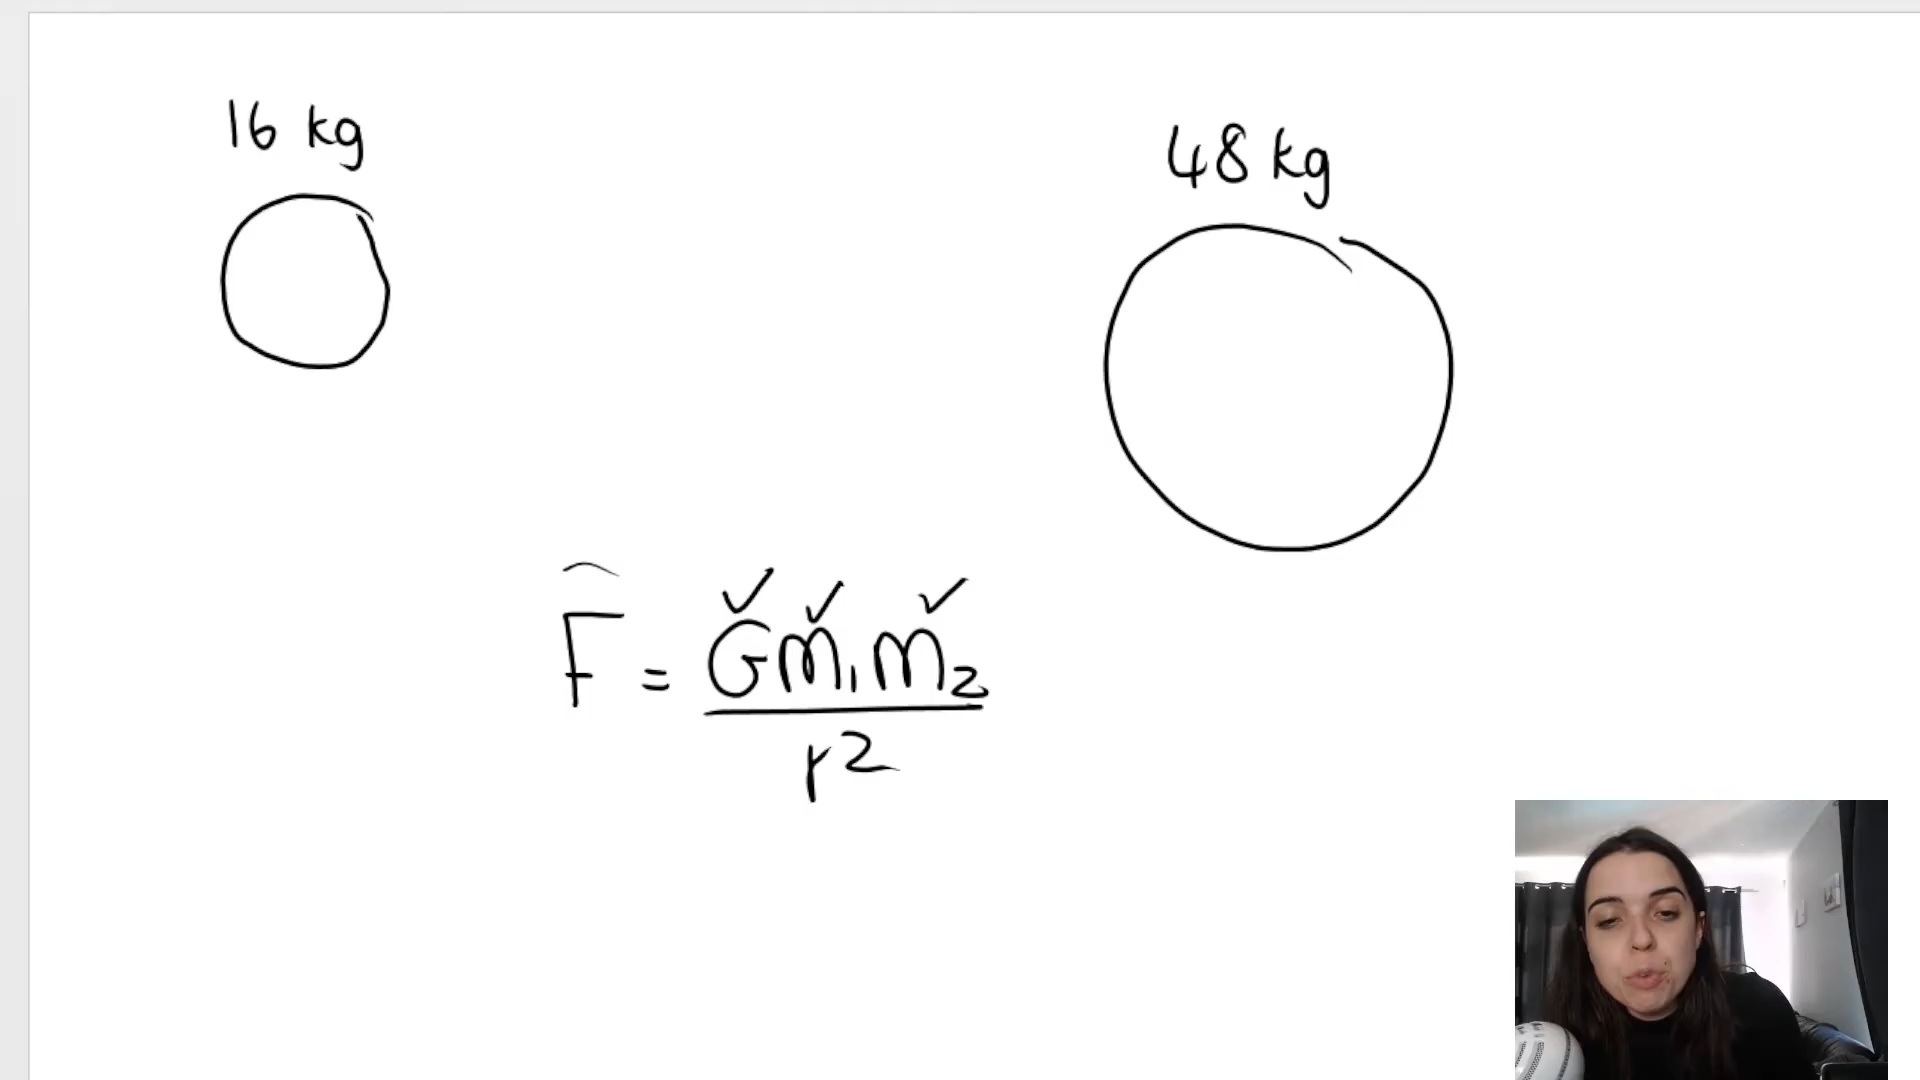 16 kg
48 kg
F = Gm₁m₂
r²